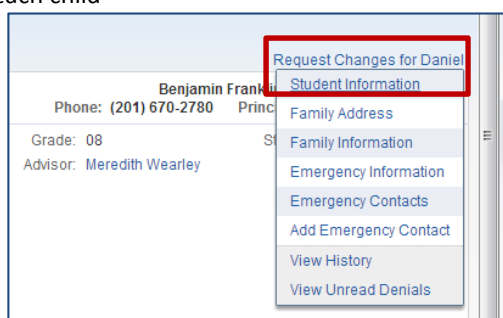 each child
Request Changes for Daniel
Student Information
Benjamin Frankli
Phone: (201) 670-2780 Princ
Family Address
Grade: 08 St
Family Information
Advisor: Meredith Wearley
Emergency Information
Emergency Contacts
Add Emergency Contact
View History
View Unread Denials